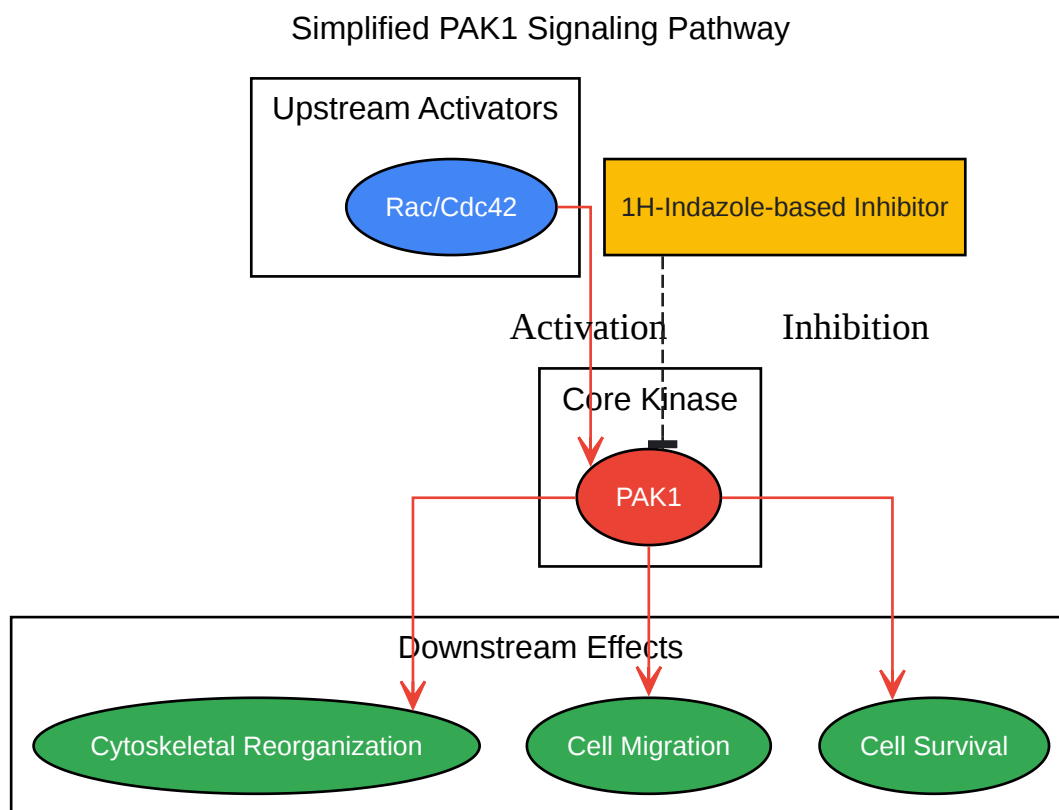 Simplified PAK1 Signaling Pathway
Upstream Activators
Rac/Cdc42
1H-Indazole-based Inhibitor
Activation
Inhibition
Core Kinase
PAK1
Downstream Effects
Cytoskeletal Reorganization
Cell Migration
Cell Survival